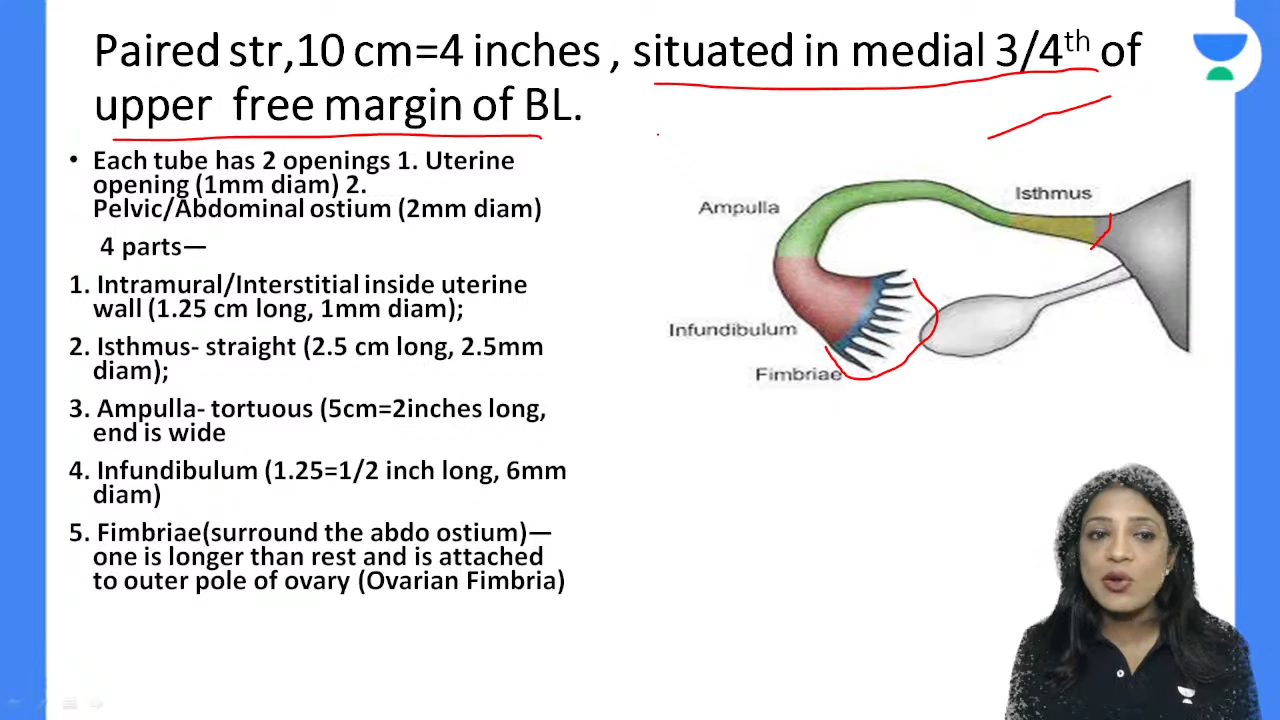 Paired str,10 cm=4 inches , situated in medial 3/4th of
upper free margin of BL.
• Each tube has 2 openings 1. Uterine
opening (1mm diam) 2.
Pelvic/Abdominal ostium (2mm diam)
4 parts—
1. Intramural/Interstitial inside uterine
wall (1.25 cm long, 1mm diam);
2. Isthmus- straight (2.5 cm long, 2.5mm
diam);
3. Ampulla- tortuous (5cm=2inches long,
end is wide
4. Infundibulum (1.25=1/2 inch long, 6mm
diam)
5. Fimbriae(surround the abdo ostium)—
one is longer than rest and is attached
to outer pole of ovary (Ovarian Fimbria)
Isthmus
Ampulla
Infundibulum
Fimbriae